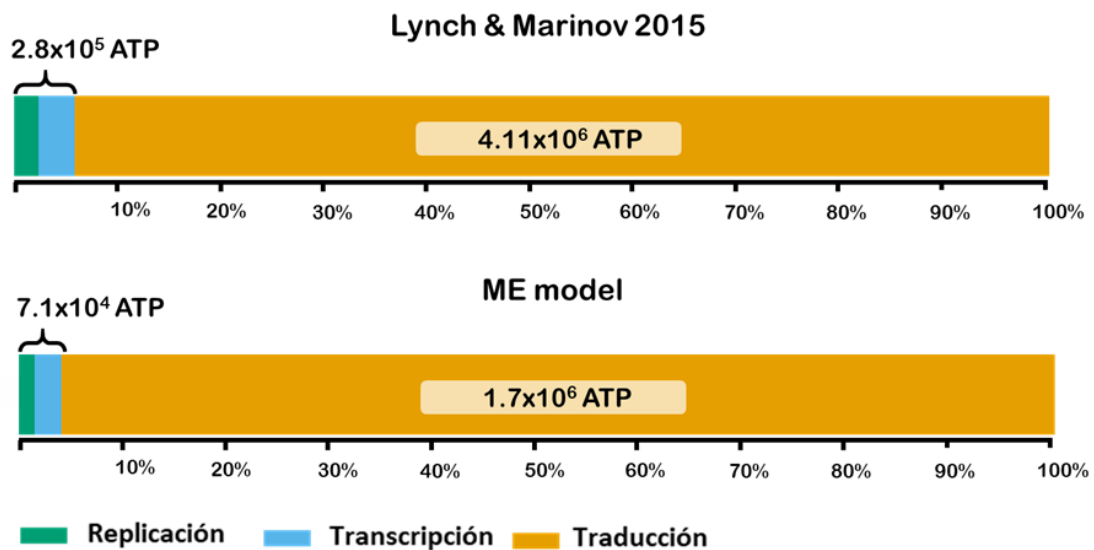 Lynch & Marinov 2015
2.8x10⁵ ATP
4.11x10⁶ ATP
10% 20% 30% 40% 50% 60% 70% 80% 90% 100%
ME model
7.1x10⁴ ATP
1.7x10⁶ ATP
10% 20% 30% 40% 50% 60% 70% 80% 90% 100%
Replicación Transcripción Traducción